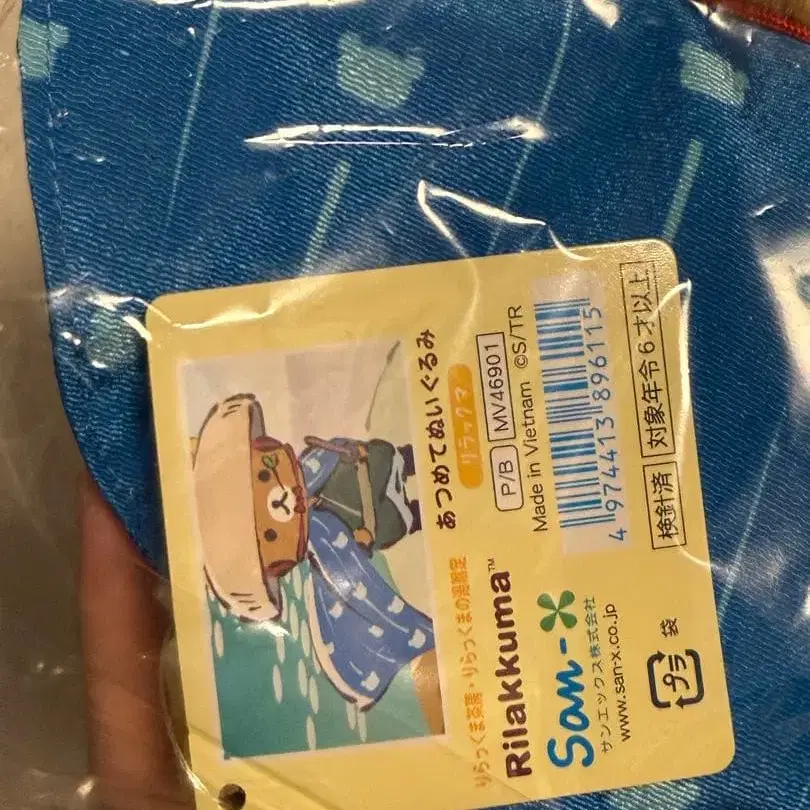 あつめてぬいぐるみ
リラックマ
P/B MV46901
Made in Vietnam ©S/TR
4 974413 896115
検針済 対象年令6才以上
りらっくま茶房・りらっくまの湯限定
Rilakkuma™
San-X
サンエックス株式会社
www.san-x.co.jp
プラ 袋